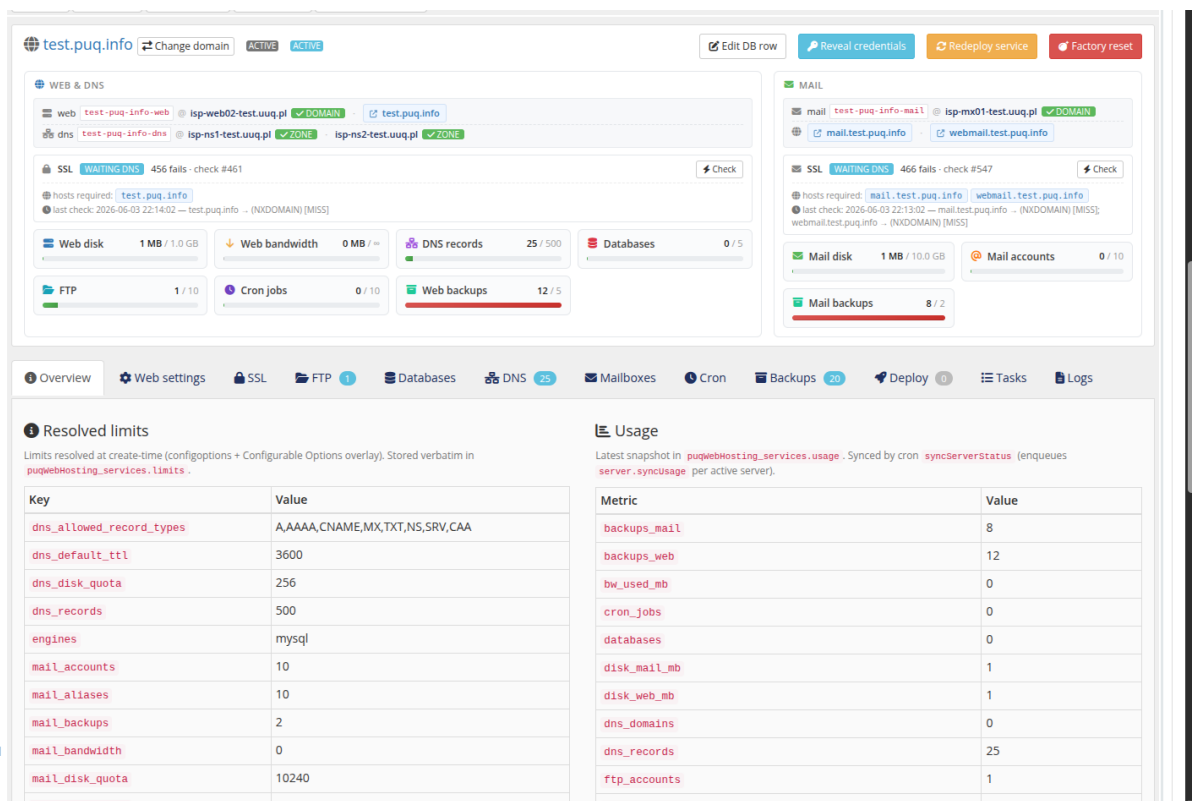 test.puq.info Change domain ACTIVE ACTIVE Edit DB row Reveal credentials Redeploy service Factory reset
WEB & DNS
web test-puq-info-web @ isp-web02-test.uuq.pl DOMAIN · test.puq.info
dns test-puq-info-dns @ isp-ns1-test.uuq.pl ZONE · isp-ns2-test.uuq.pl ZONE
SSL WAITING DNS 456 fails · check #461 Check
hosts required: test.puq.info
last check: 2026-06-03 22:14:02 — test.puq.info → (NXDOMAIN) [MISS]
Web disk 1 MB / 1.0 GB
Web bandwidth 0 MB / ∞
DNS records 25 / 500
Databases 0 / 5
FTP 1 / 10
Cron jobs 0 / 10
Web backups 12 / 5
MAIL
mail test-puq-info-mail @ isp-mx01-test.uuq.pl DOMAIN
mail.test.puq.info · webmail.test.puq.info
SSL WAITING DNS 466 fails · check #547 Check
hosts required: mail.test.puq.info webmail.test.puq.info
last check: 2026-06-03 22:13:02 — mail.test.puq.info → (NXDOMAIN) [MISS];
webmail.test.puq.info → (NXDOMAIN) [MISS]
Mail disk 1 MB / 10.0 GB
Mail accounts 0 / 10
Mail backups 8 / 2
Overview Web settings SSL FTP 1 Databases DNS 25 Mailboxes Cron Backups 20 Deploy 0 Tasks Logs
Resolved limits
Limits resolved at create-time (configoptions + Configurable Options overlay). Stored verbatim in
puqWebHosting_services.limits .
Key Value
dns_allowed_record_types A,AAAA,CNAME,MX,TXT,NS,SRV,CAA
dns_default_ttl 3600
dns_disk_quota 256
dns_records 500
engines mysql
mail_accounts 10
mail_aliases 10
mail_backups 2
mail_bandwidth 0
mail_disk_quota 10240
Usage
Latest snapshot in puqWebHosting_services.usage . Synced by cron syncServerStatus (enqueues
server.syncUsage per active server).
Metric Value
backups_mail 8
backups_web 12
bw_used_mb 0
cron_jobs 0
databases 0
disk_mail_mb 1
disk_web_mb 1
dns_domains 0
dns_records 25
ftp_accounts 1